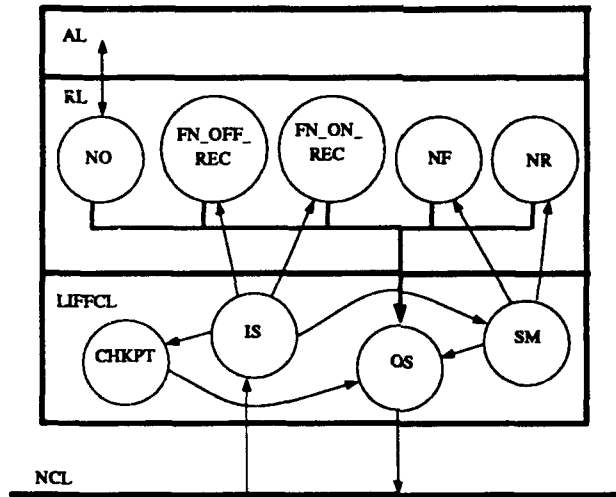 AL
RL
NO
FN_OFF_
REC
FN_ON_
REC
NF
NR
LIFFCL
CHKPT
IS
OS
SM
NCL